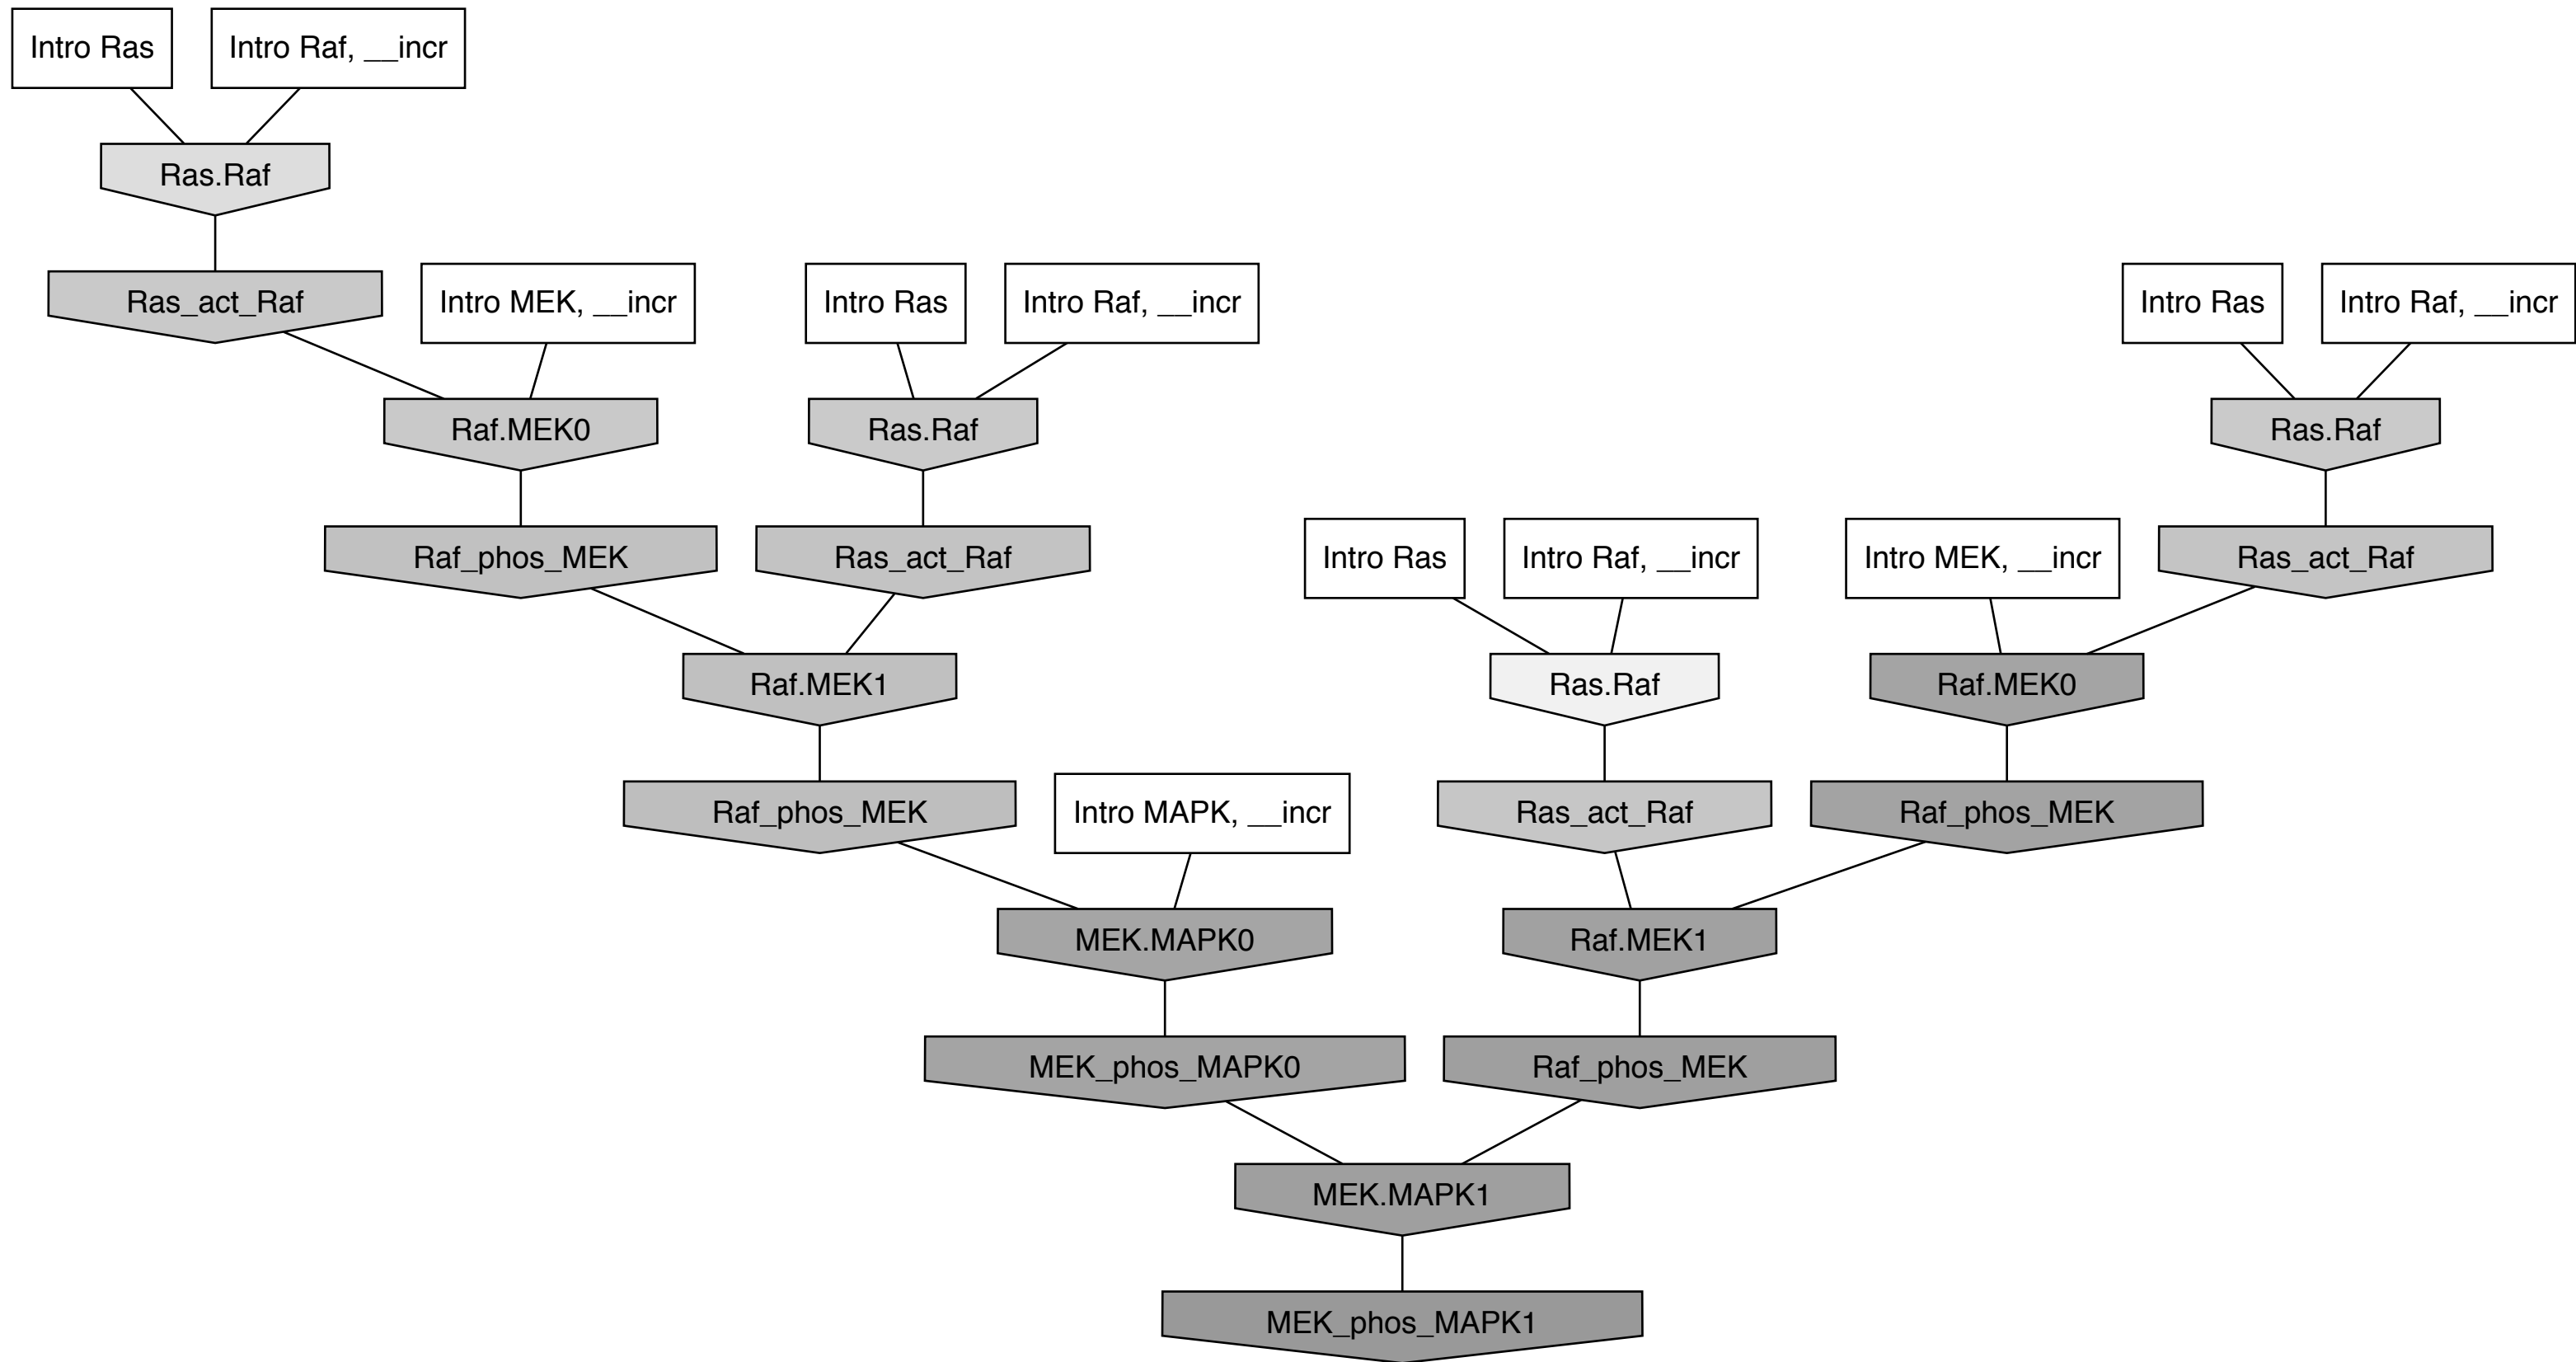 Intro Ras
Intro Raf, __incr
Ras.Raf
Ras_act_Raf
Intro MEK, __incr
Intro Ras
Intro Raf, __incr
Intro Ras
Intro Raf, __incr
Raf.MEK0
Ras.Raf
Ras.Raf
Raf_phos_MEK
Ras_act_Raf
Intro Ras
Intro Raf, __incr
Intro MEK, __incr
Ras_act_Raf
Raf.MEK1
Ras.Raf
Raf.MEK0
Raf_phos_MEK
Intro MAPK, __incr
Ras_act_Raf
Raf_phos_MEK
MEK.MAPK0
Raf.MEK1
MEK_phos_MAPK0
Raf_phos_MEK
MEK.MAPK1
MEK_phos_MAPK1